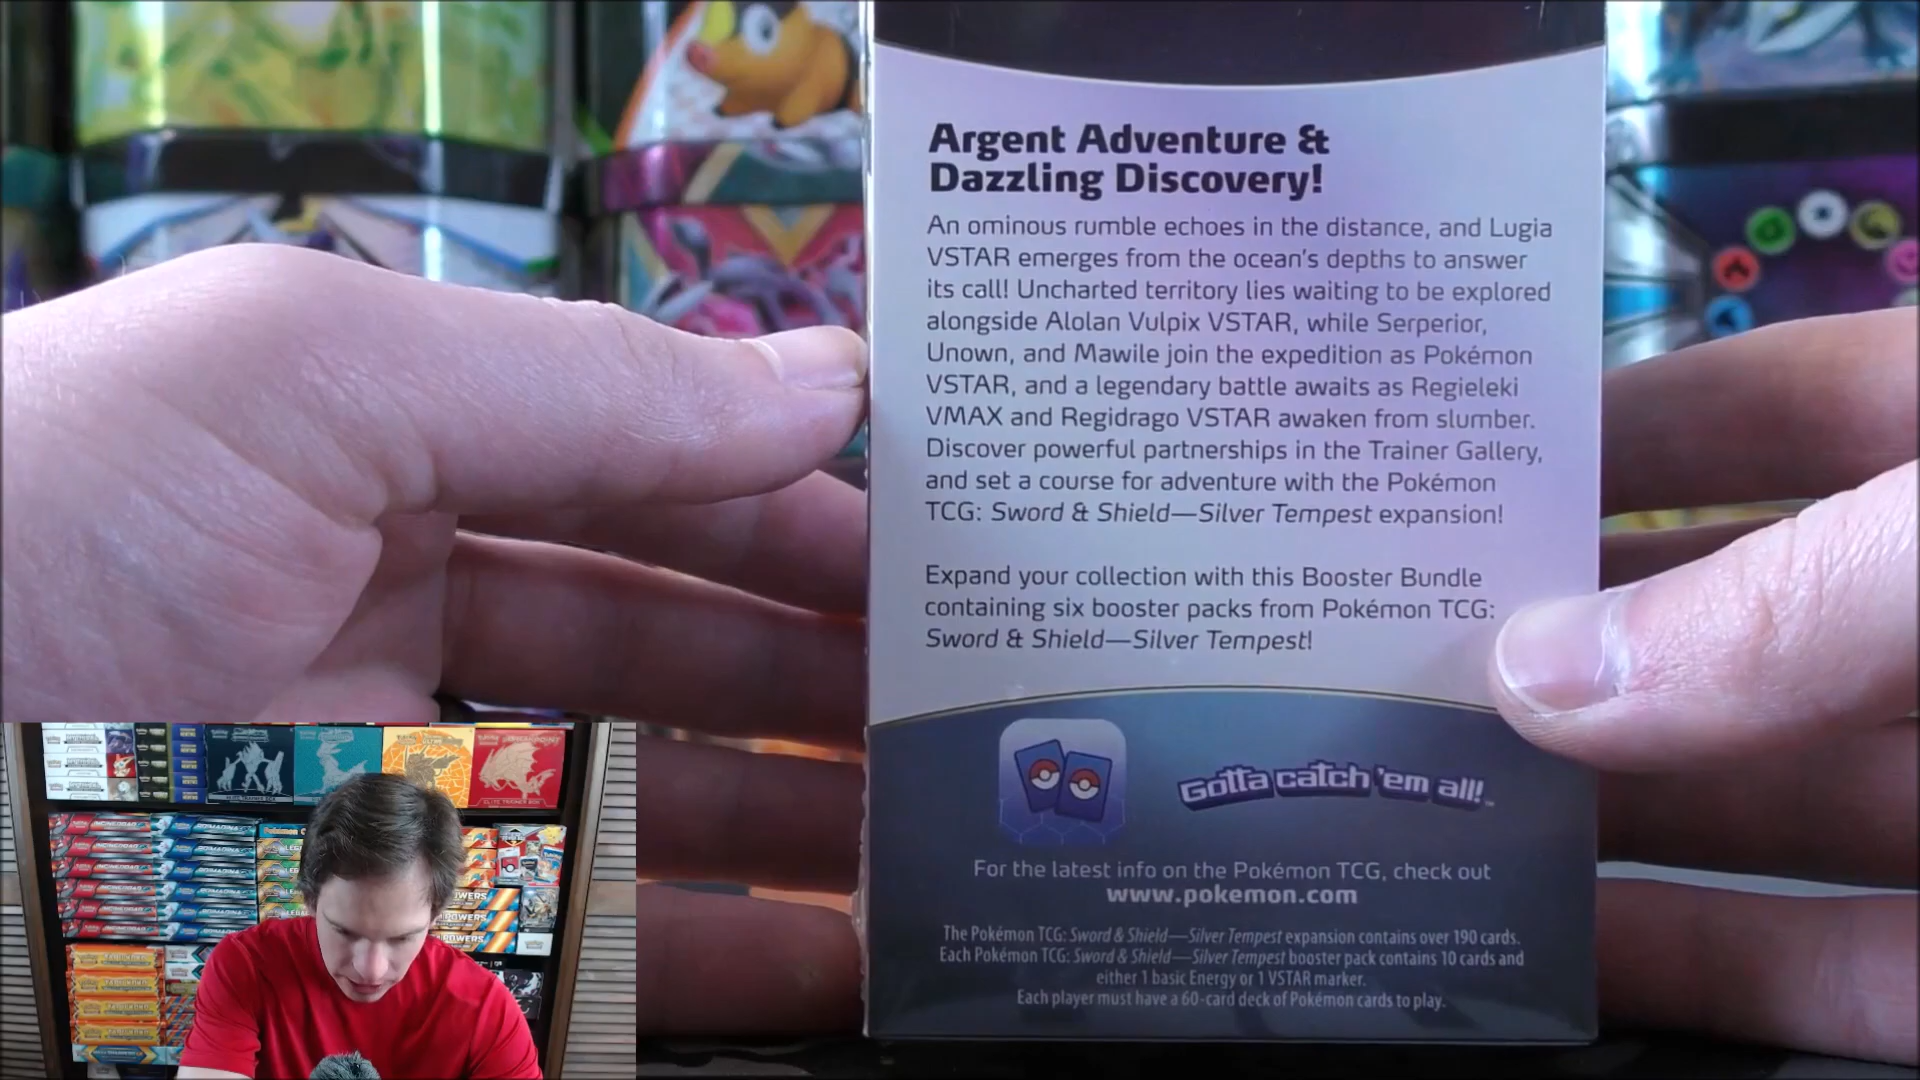 Argent Adventure &
Dazzling Discovery!
An ominous rumble echoes in the distance, and Lugia
VSTAR emerges from the ocean's depths to answer
its call! Uncharted territory lies waiting to be explored
alongside Alolan Vulpix VSTAR, while Serperior,
Unown, and Mawile join the expedition as Pokémon
VSTAR, and a legendary battle awaits as Regieleki
VMAX and Regidrago VSTAR awaken from slumber.
Discover powerful partnerships in the Trainer Gallery,
and set a course for adventure with the Pokémon
TCG: Sword & Shield—Silver Tempest expansion!
Expand your collection with this Booster Bundle
containing six booster packs from Pokémon TCG:
Sword & Shield—Silver Tempest!
Gotta catch 'em all!
For the latest info on the Pokémon TCG, check out
www.pokemon.com
The Pokémon TCG: Sword & Shield—Silver Tempest expansion contains over 190 cards.
Each Pokémon TCG: Sword & Shield—Silver Tempest booster pack contains 10 cards and
either 1 basic Energy or 1 VSTAR marker.
Each player must have a 60-card deck of Pokémon cards to play.
ELITE TRAINER BOX
POWERS
POWERS
POWERS